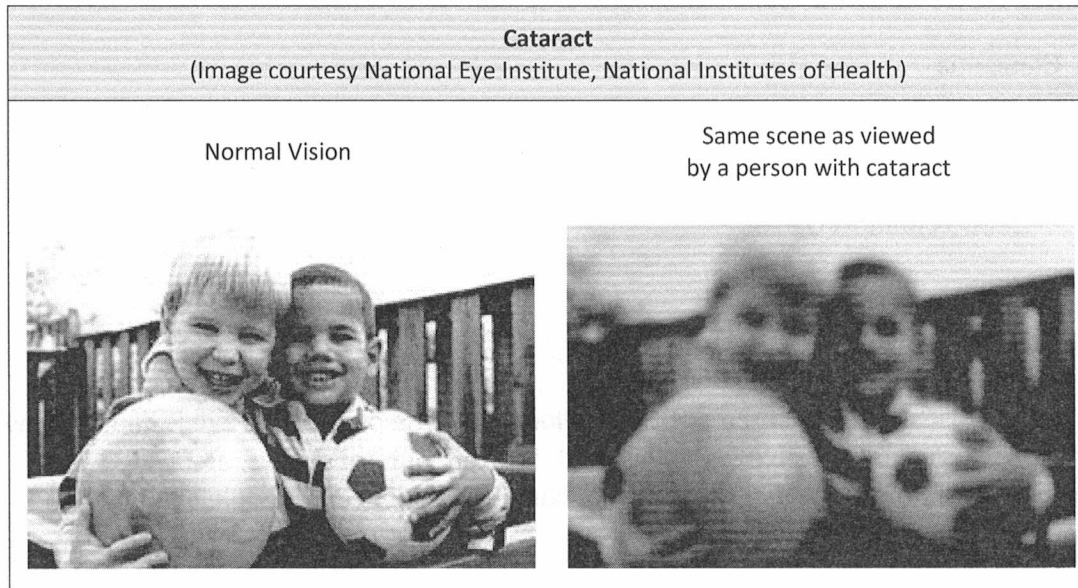 Cataract
(Image courtesy National Eye Institute, National Institutes of Health)
Normal Vision
Same scene as viewed
by a person with cataract